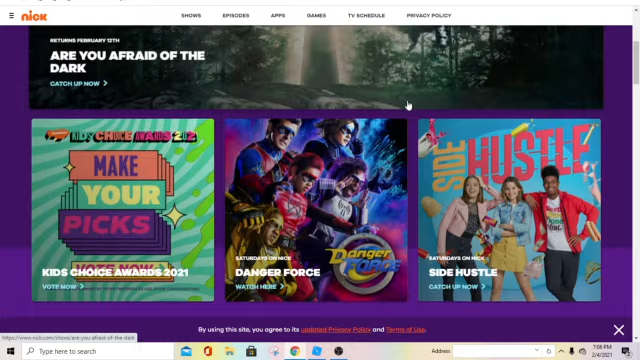 nick
SHOWS EPISODES APPS GAMES TV SCHEDULE PRIVACY POLICY
RETURNS FEBRUARY 12TH
ARE YOU AFRAID OF THE
DARK
CATCH UP NOW >
KIDS CHOICE AWARDS 202
MAKE
YOUR
PICKS
VOTE NOW
KIDS CHOICE AWARDS 2021
VOTE NOW >
Danger
FORCE
SATURDAYS ON NICK
DANGER FORCE
WATCH HERE >
SIDE
HUSTLE
SATURDAYS ON NICK
SIDE HUSTLE
CATCH UP NOW >
By using this site, you agree to its updated Privacy Policy and Terms of Use.
https://www.nick.com/shows/are-you-afraid-of-the-dark
Type here to search
Address
7:06 PM
2/4/2021